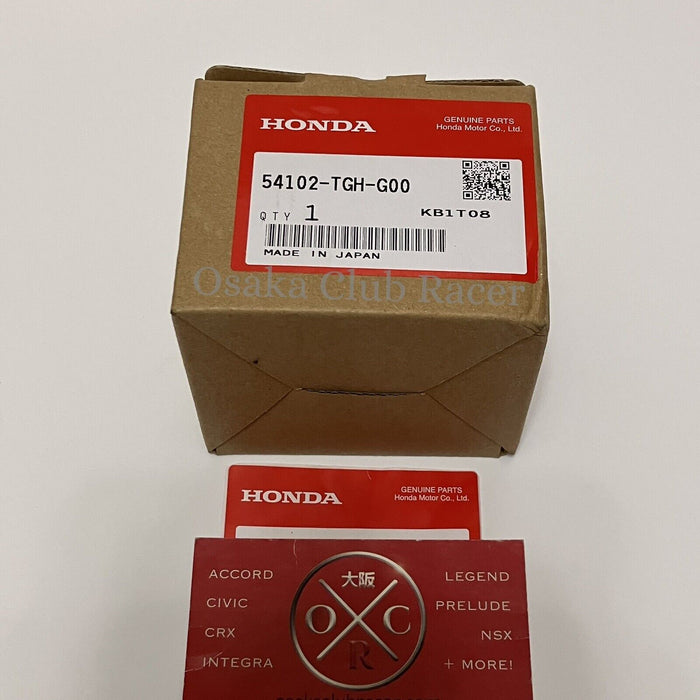 HONDA
GENUINE PARTS
Honda Motor Co., Ltd.
54102-TGH-G00
QTY 1 KB1T08
MADE IN JAPAN
Osaka Club Racer
HONDA
GENUINE PARTS
Honda Motor Co., Ltd.
大阪
ACCORD
LEGEND
CIVIC
PRELUDE
O C
CRX
NSX
R
INTEGRA
+ MORE!